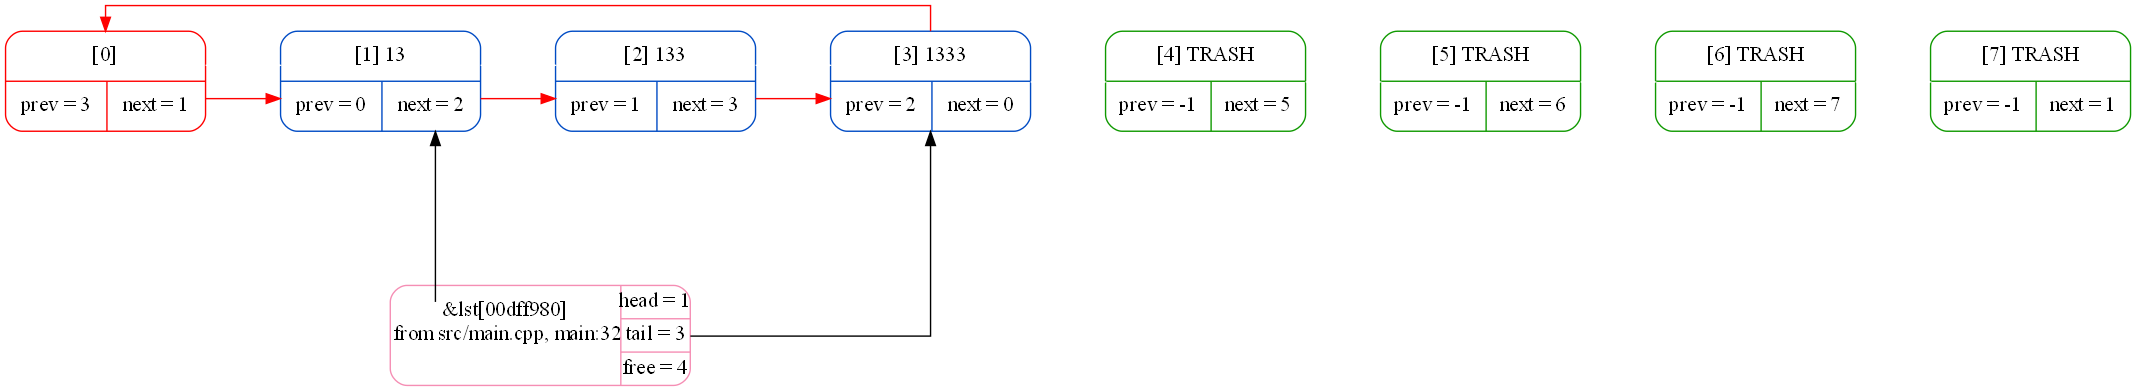 [0]
prev = 3 next = 1
[1] 13
prev = 0 next = 2
[2] 133
prev = 1 next = 3
[3] 1333
prev = 2 next = 0
[4] TRASH
prev = -1 next = 5
[5] TRASH
prev = -1 next = 6
[6] TRASH
prev = -1 next = 7
[7] TRASH
prev = -1 next = 1
&lst[00dff980]
from src/main.cpp, main:32
head = 1
tail = 3
free = 4